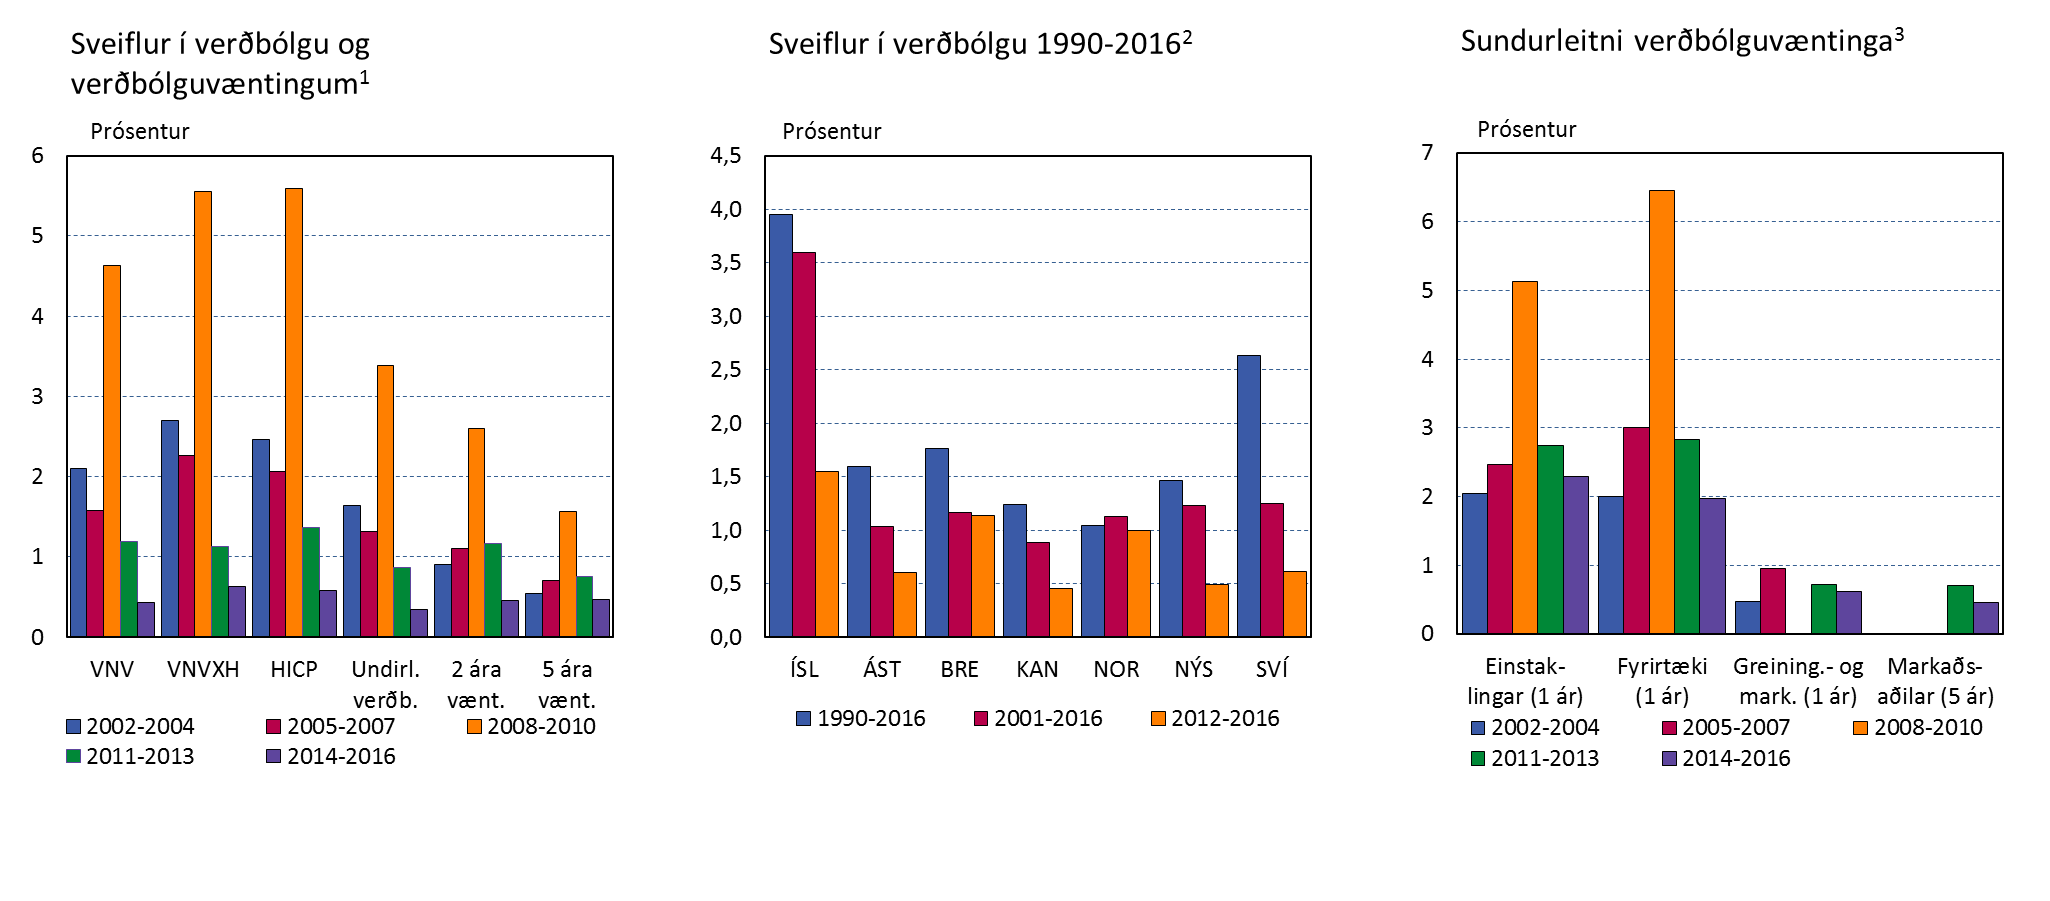 Sveiflur í verðbólgu og
verðbólguvæntingum¹
Prósentur
6
5
4
3
2
1
0
VNV VNVXH HICP Undirl. verðb. 2 ára vænt. 5 ára vænt.
2002-2004 2005-2007 2008-2010
2011-2013 2014-2016
Sveiflur í verðbólgu 1990-2016²
Prósentur
4,5
4,0
3,5
3,0
2,5
2,0
1,5
1,0
0,5
0,0
ÍSL ÁST BRE KAN NOR NÝS SVÍ
1990-2016 2001-2016 2012-2016
Sundurleitni verðbólguvæntinga³
Prósentur
7
6
5
4
3
2
1
0
Einstak- Fyrirtæki Greining.- og Markaðs-
lingar (1 ár) (1 ár) mark. (1 ár) aðilar (5 ár)
2002-2004 2005-2007 2008-2010
2011-2013 2014-2016